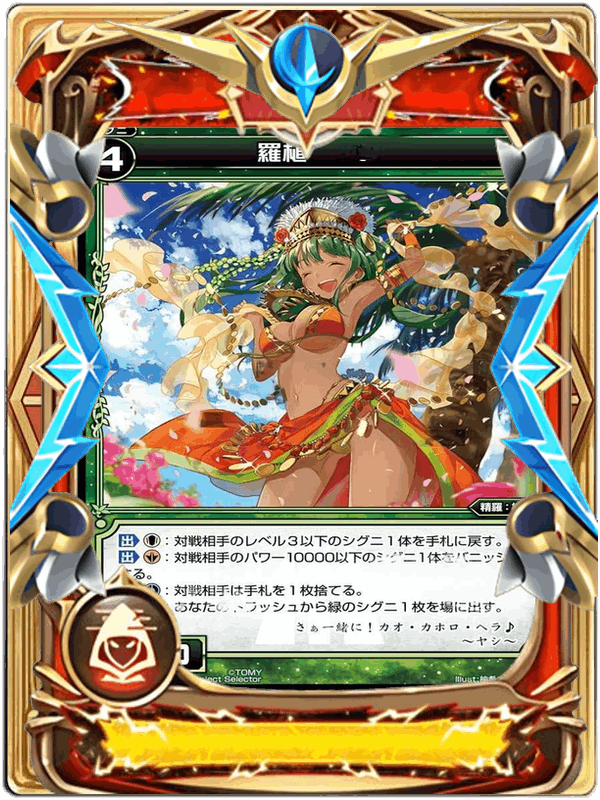 4
羅植
精羅:
出 : 対戦相手のレベル3以下のシグニ1体を手札に戻す。
出 : 対戦相手のパワー10000以下のシグニ1体をバニッシ
する。
: 対戦相手は手札を1枚捨てる。
あなたのトラッシュから緑のシグニ1枚を場に出す。
さぁ一緒に!カオ・カホロ・ヘラ♪
~ヤシ~
0
©TOMY
Selector
Illust: